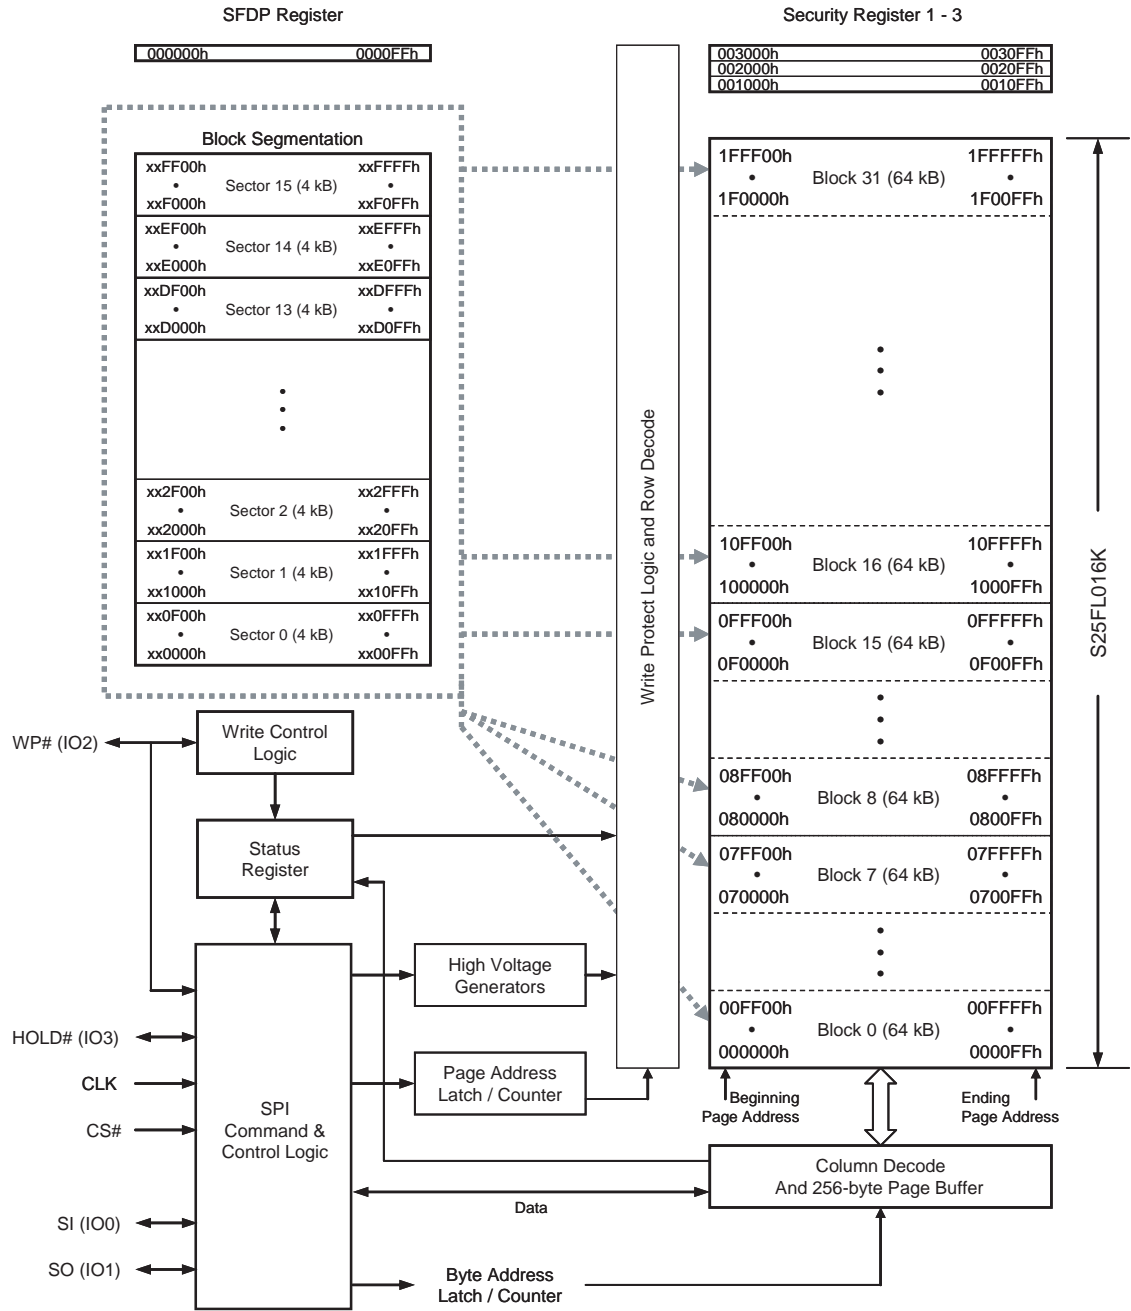 SFDP Register
000000h 0000FFh
Security Register 1 - 3
003000h 0030FFh
002000h 0020FFh
001000h 0010FFh
Block Segmentation
xxFF00h xxFFFFh
• Sector 15 (4 kB) •
xxF000h xxF0FFh
xxEF00h xxEFFFh
• Sector 14 (4 kB) •
xxE000h xxE0FFh
xxDF00h xxDFFFh
• Sector 13 (4 kB) •
xxD000h xxD0FFh
xx2F00h xx2FFFh
• Sector 2 (4 kB) •
xx2000h xx20FFh
xx1F00h xx1FFFh
• Sector 1 (4 kB) •
xx1000h xx10FFh
xx0F00h xx0FFFh
• Sector 0 (4 kB) •
xx0000h xx00FFh
Write Protect Logic and Row Decode
1FFF00h 1FFFFFh
• Block 31 (64 kB) •
1F0000h 1F00FFh
10FF00h 10FFFFh
• Block 16 (64 kB) •
100000h 1000FFh
0FFF00h 0FFFFFh
• Block 15 (64 kB) •
0F0000h 0F00FFh
08FF00h 08FFFFh
• Block 8 (64 kB) •
080000h 0800FFh
07FF00h 07FFFFh
• Block 7 (64 kB) •
070000h 0700FFh
00FF00h 00FFFFh
• Block 0 (64 kB) •
000000h 0000FFh
S25FL016K
Beginning
Page Address
Ending
Page Address
WP# (IO2)
Write Control
Logic
Status
Register
High Voltage
Generators
HOLD# (IO3)
CLK
CS#
SI (IO0)
SO (IO1)
SPI
Command &
Control Logic
Page Address
Latch / Counter
Column Decode
And 256-byte Page Buffer
Data
Byte Address
Latch / Counter